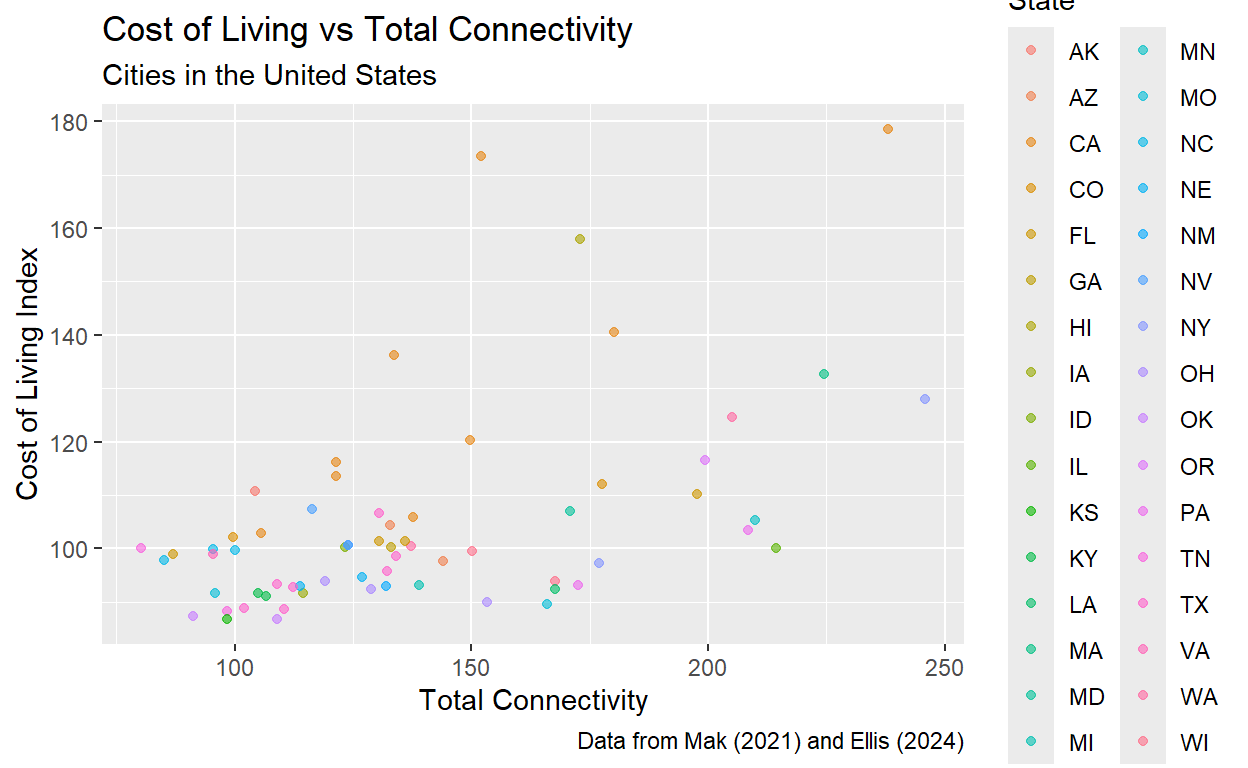 Cost of Living vs Total Connectivity
Cities in the United States
State
AK
AZ
CA
CO
FL
GA
HI
IA
ID
IL
KS
KY
LA
MA
MD
MI
MN
MO
NC
NE
NM
NV
NY
OH
OK
OR
PA
TN
TX
VA
WA
WI
Cost of Living Index
180
160
140
120
100
100
150
200
250
Total Connectivity
Data from Mak (2021) and Ellis (2024)